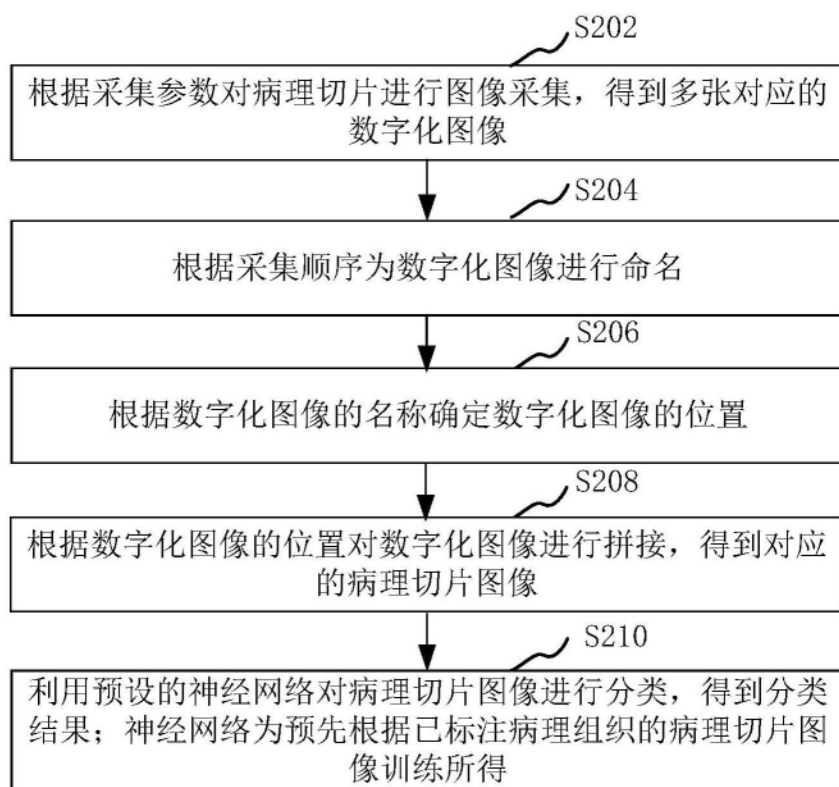 S202
根据采集参数对病理切片进行图像采集，得到多张对应的
数字化图像
S204
根据采集顺序为数字化图像进行命名
S206
根据数字化图像的名称确定数字化图像的位置
S208
根据数字化图像的位置对数字化图像进行拼接，得到对应
的病理切片图像
S210
利用预设的神经网络对病理切片图像进行分类，得到分类
结果；神经网络为预先根据已标注病理组织的病理切片图
像训练所得